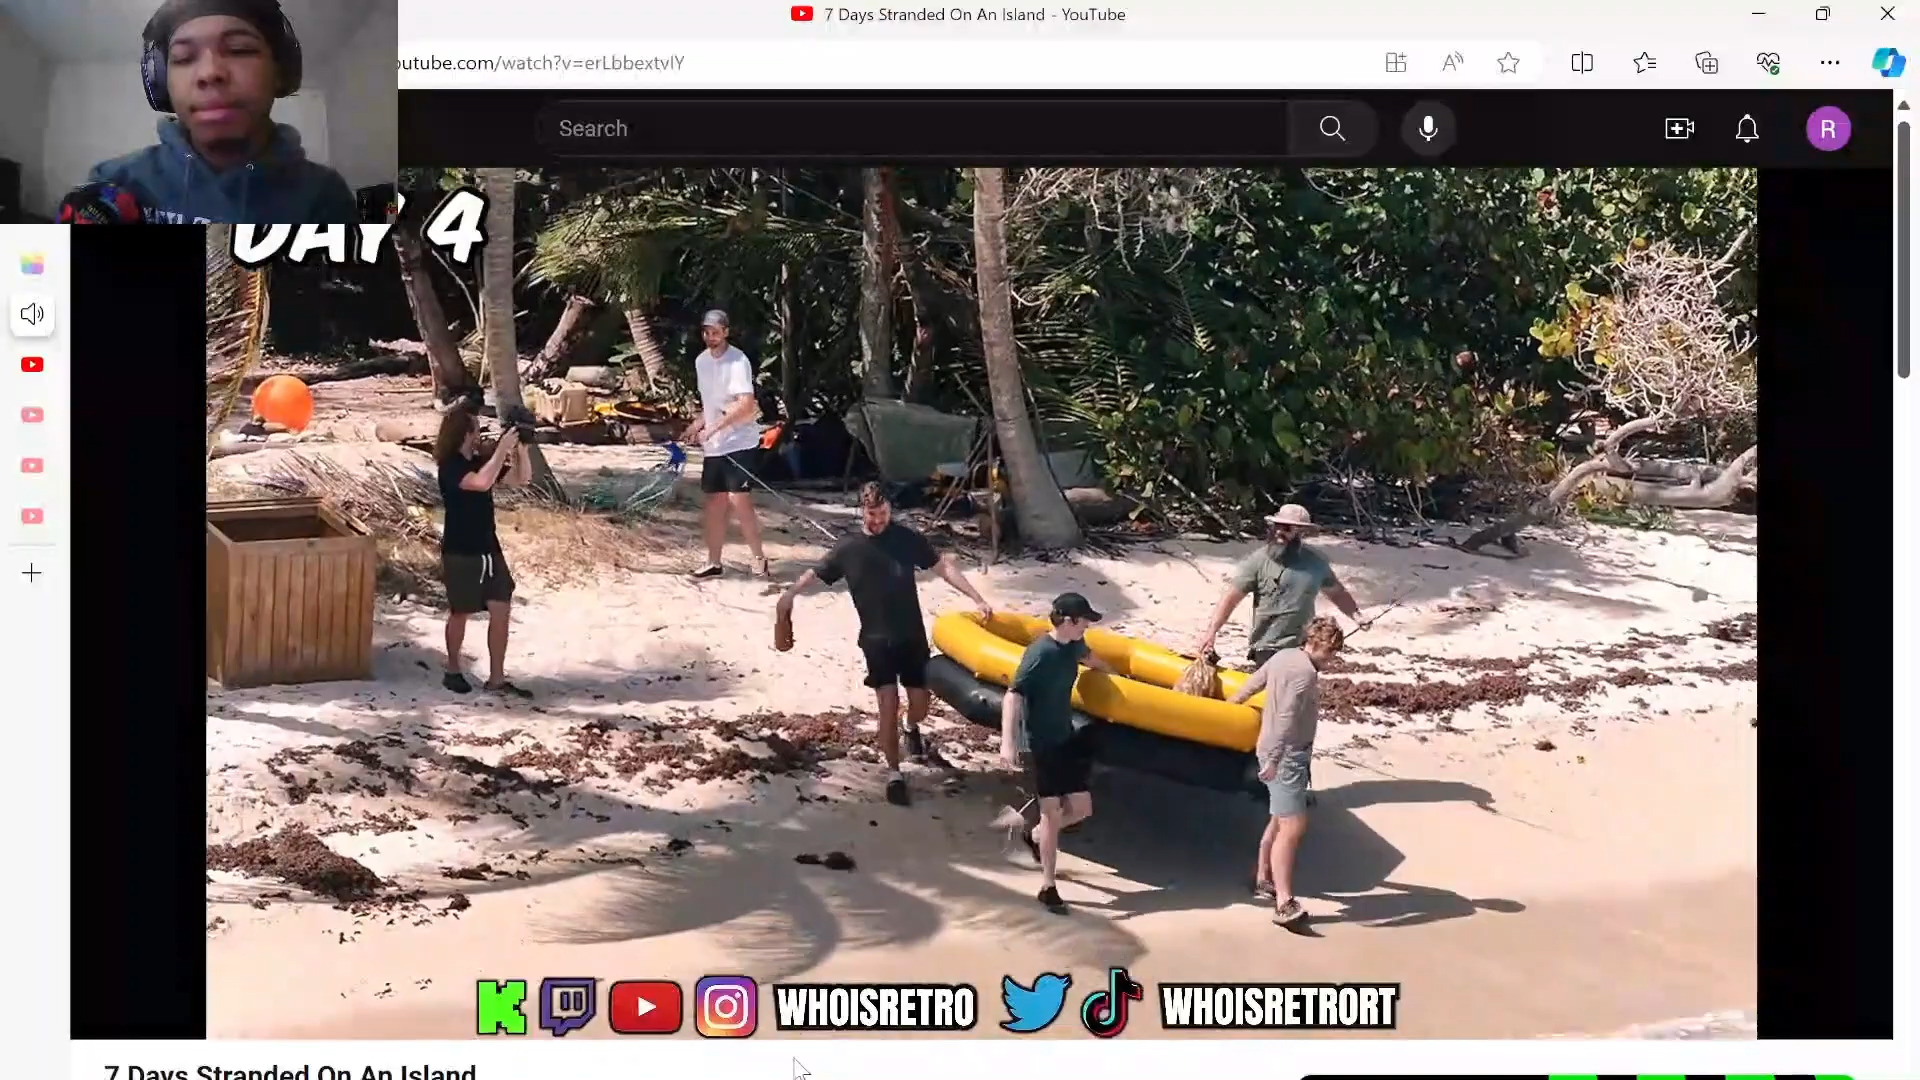 7 Days Stranded On An Island - YouTube
outube.com/watch?v=erLbbextvlY
Search
R
DAY 4
WHOISRETRO
WHOISRETRORT
7 Days Stranded On An Island